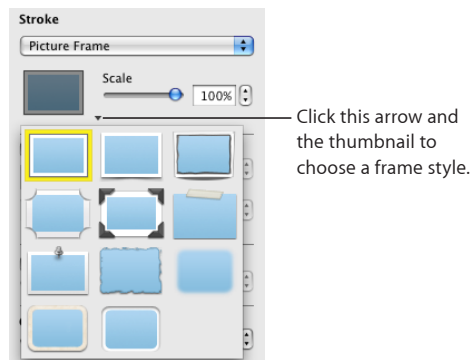 Stroke
Picture Frame
Scale
100%
Click this arrow and
the thumbnail to
choose a frame style.